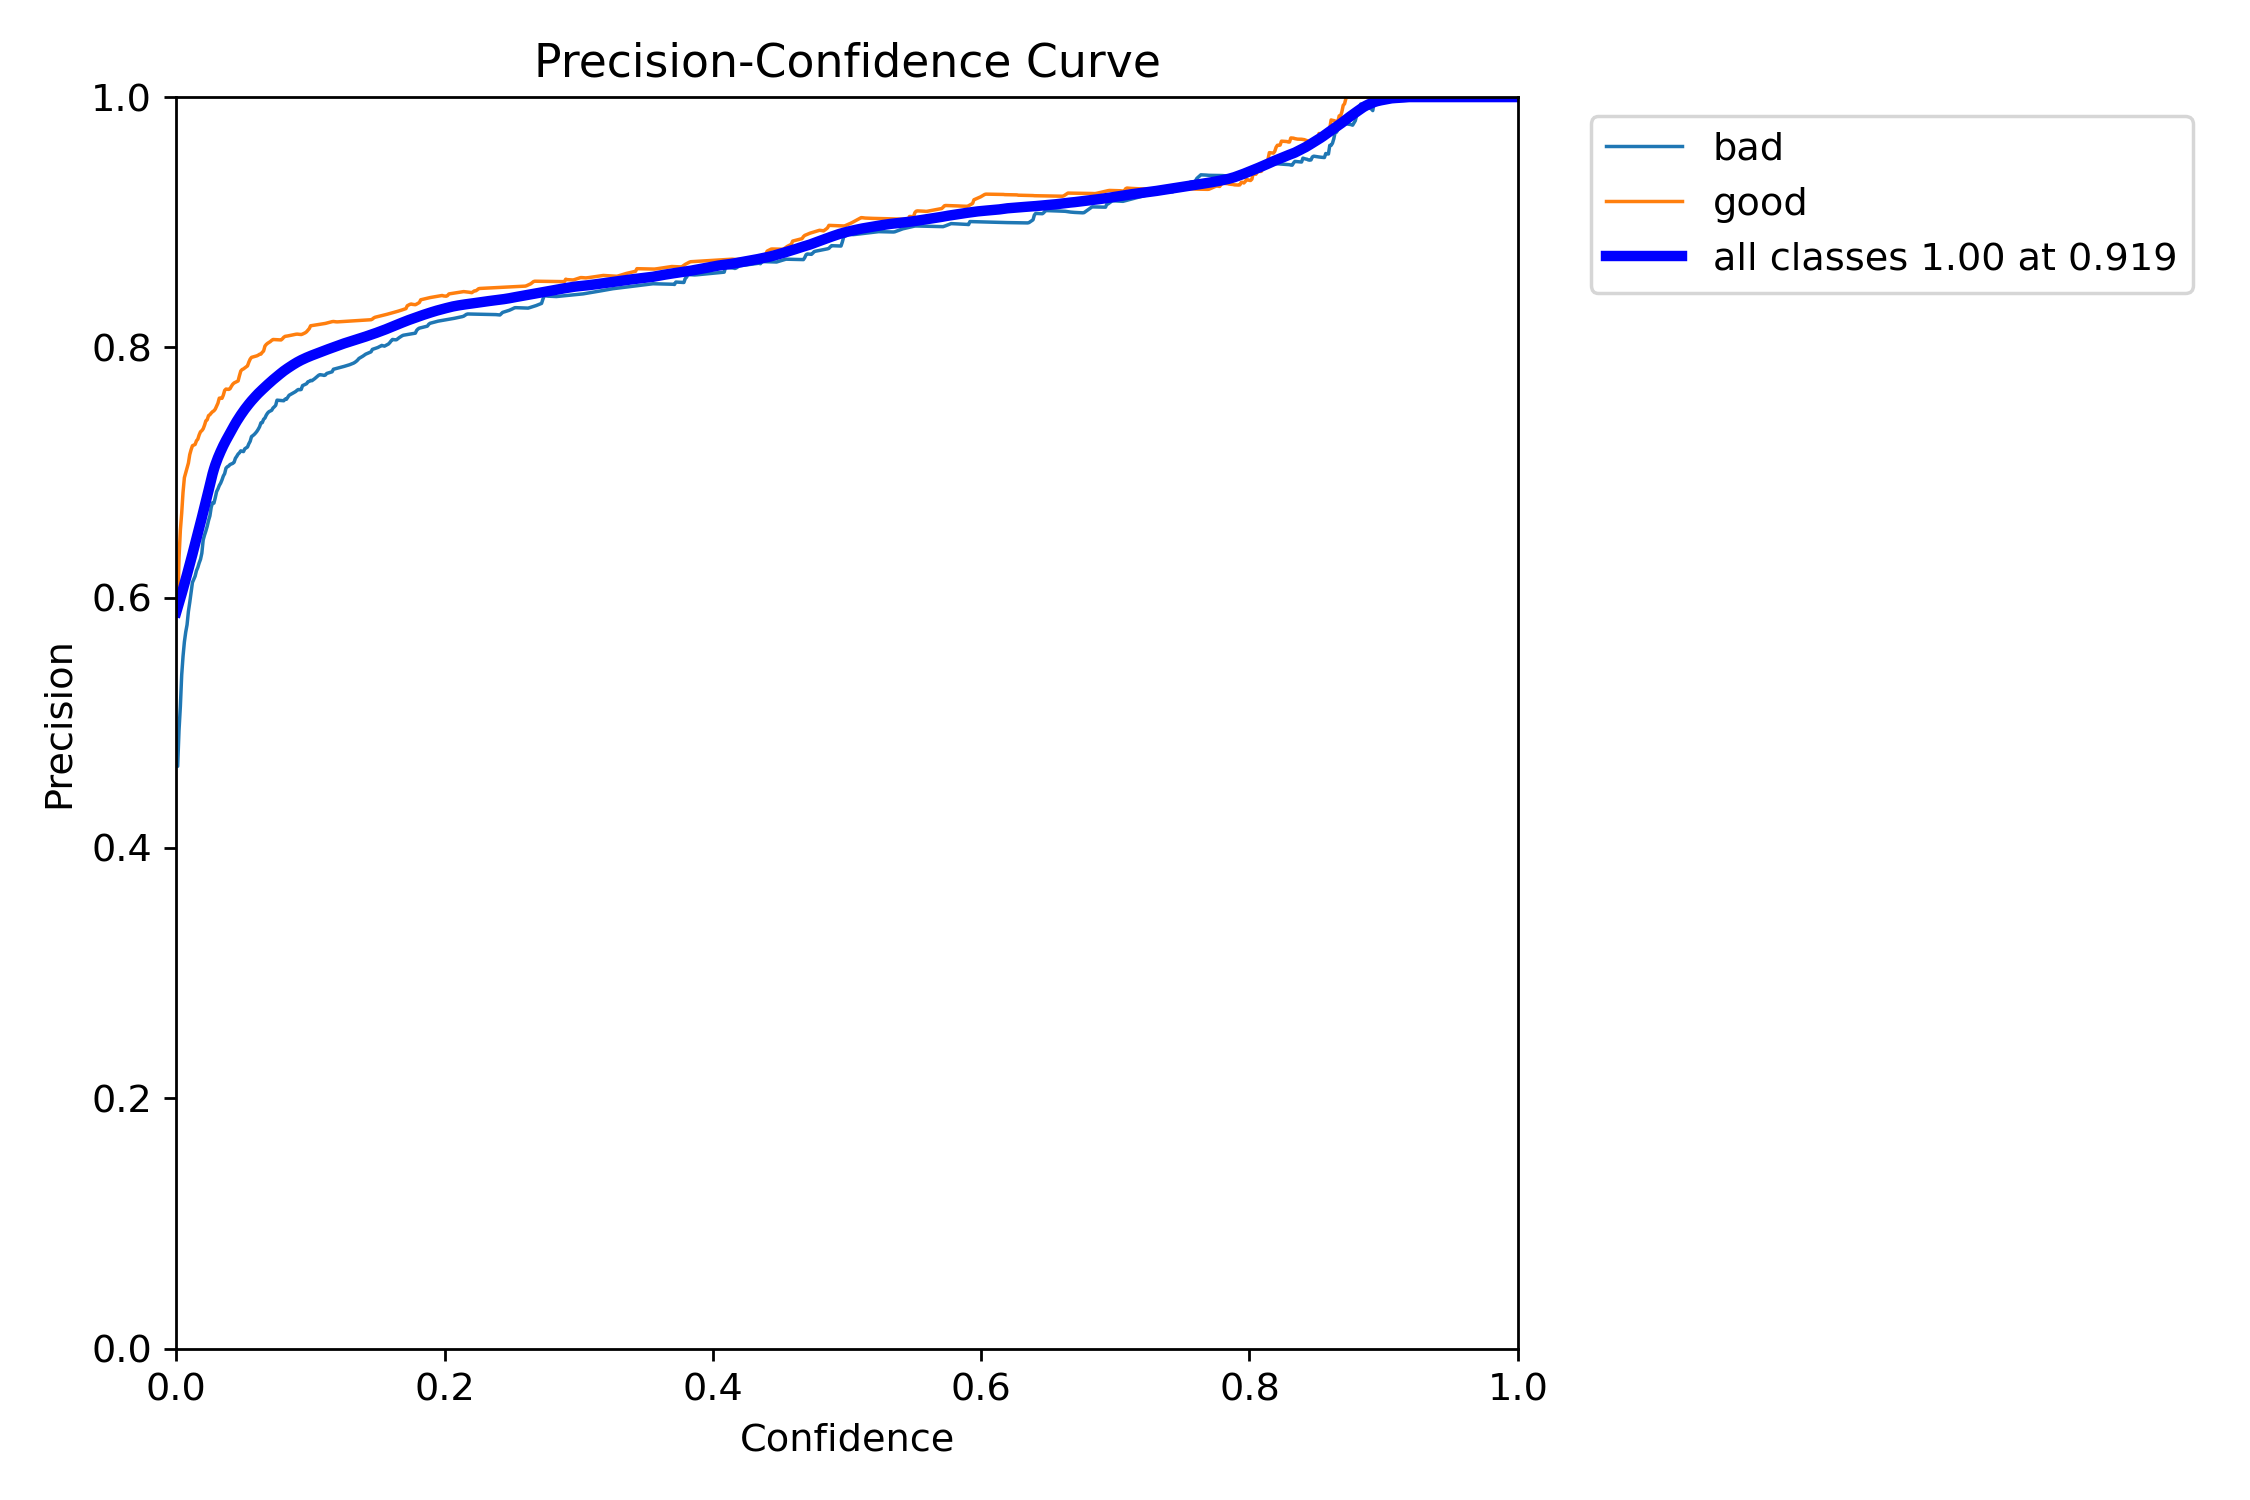 Precision-Confidence Curve
1.0
0.8
0.6
0.4
0.2
0.0
Precision
0.0 0.2 0.4 0.6 0.8 1.0
Confidence
bad
good
all classes 1.00 at 0.919